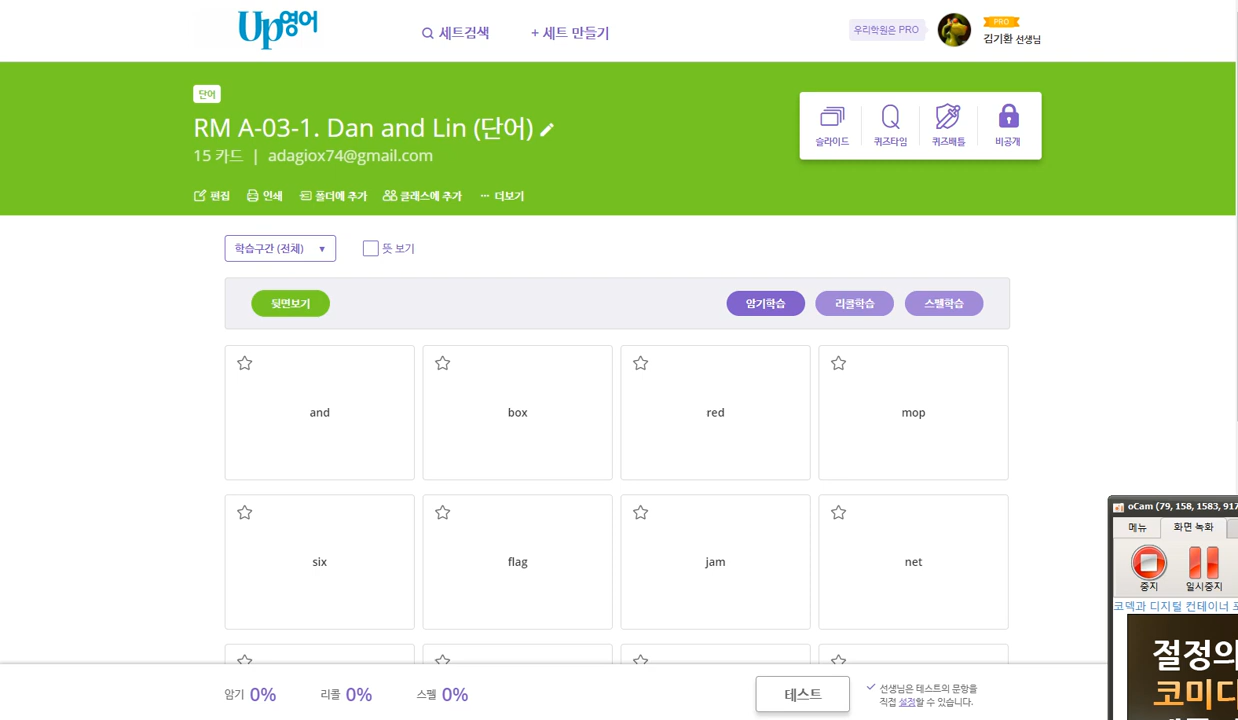 Up영어
세트검색
+ 세트 만들기
우리학원은 PRO
PRO
김기환 선생님
단어
RM A-03-1. Dan and Lin (단어)
15 카드 | adagiox74@gmail.com
슬라이드
퀴즈타임
퀴즈배틀
비공개
편집
인쇄
폴더에 추가
클래스에 추가
··· 더보기
학습구간 (전체) ▼
뜻 보기
뒷면보기
암기학습
리콜학습
스펠학습
and
box
red
mop
six
flag
jam
net
oCam (79, 158, 1583, 917
메뉴
화면 녹화
중지
일시중지
코덱과 디지털 컨테이너
절정의
코미디
암기 0%
리콜 0%
스펠 0%
테스트
선생님은 테스트의 문항을
직접 설정할 수 있습니다.